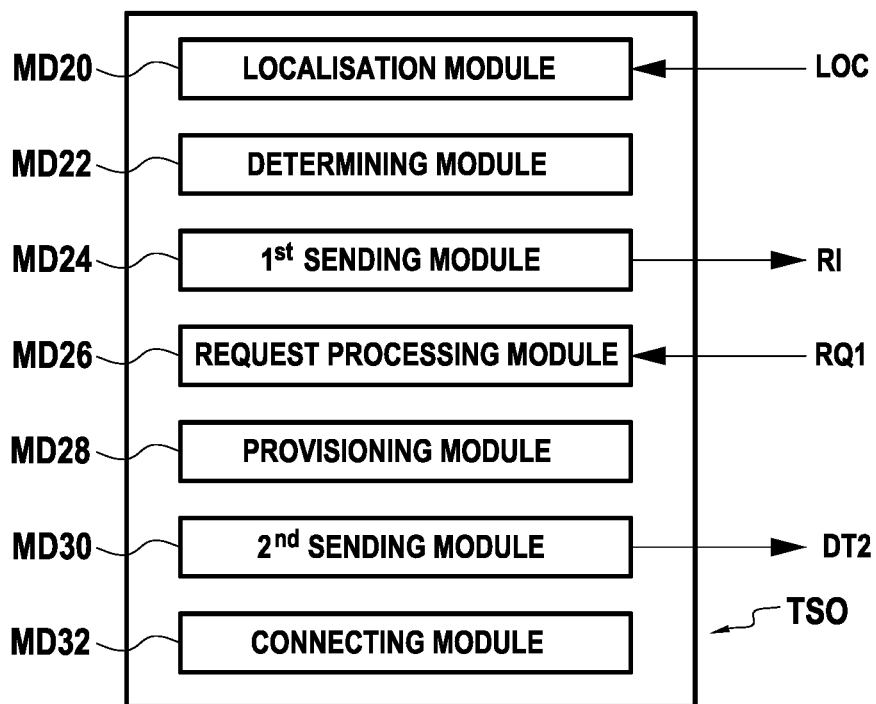 MD20 LOCALISATION MODULE LOC
MD22 DETERMINING MODULE
MD24 1st SENDING MODULE RI
MD26 REQUEST PROCESSING MODULE RQ1
MD28 PROVISIONING MODULE
MD30 2nd SENDING MODULE DT2
TSO
MD32 CONNECTING MODULE